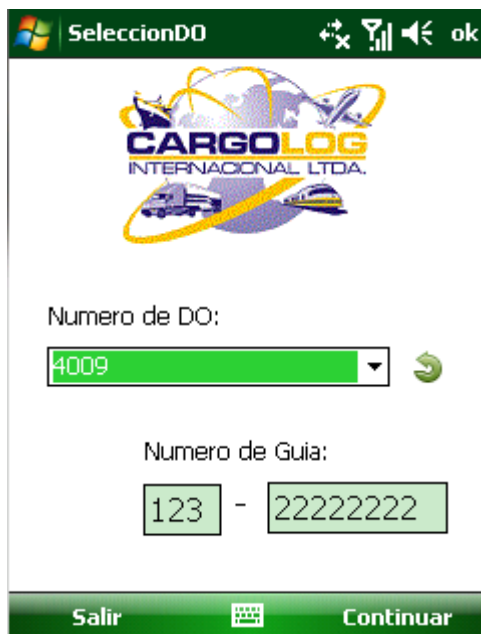 SeleccionDO ok
CARGOLOG
INTERNACIONAL LTDA.
Numero de DO:
4009
Numero de Guia:
123 - 22222222
Salir Continuar